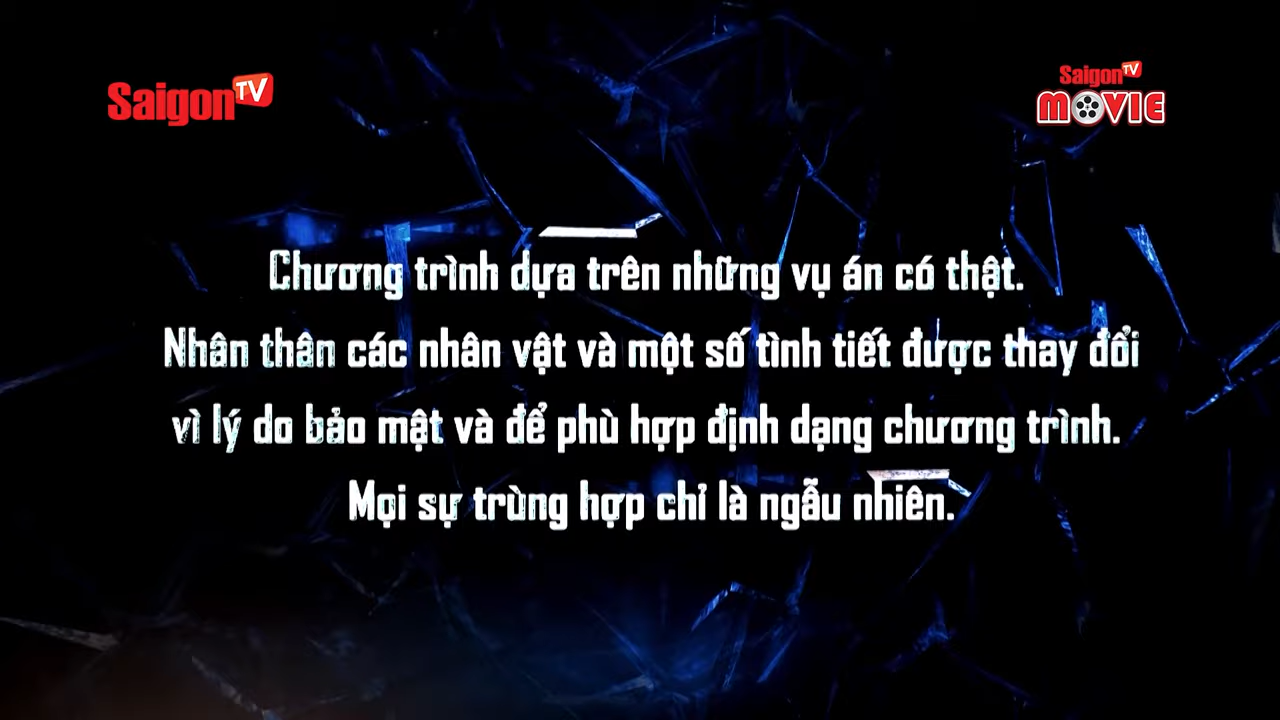 Saigon TV
Saigon TV
MOVIE
Chương trình dựa trên những vụ án có thật.
Nhân thân các nhân vật và một số tình tiết được thay đổi
vì lý do bảo mật và để phù hợp định dạng chương trình.
Mọi sự trùng hợp chỉ là ngẫu nhiên.